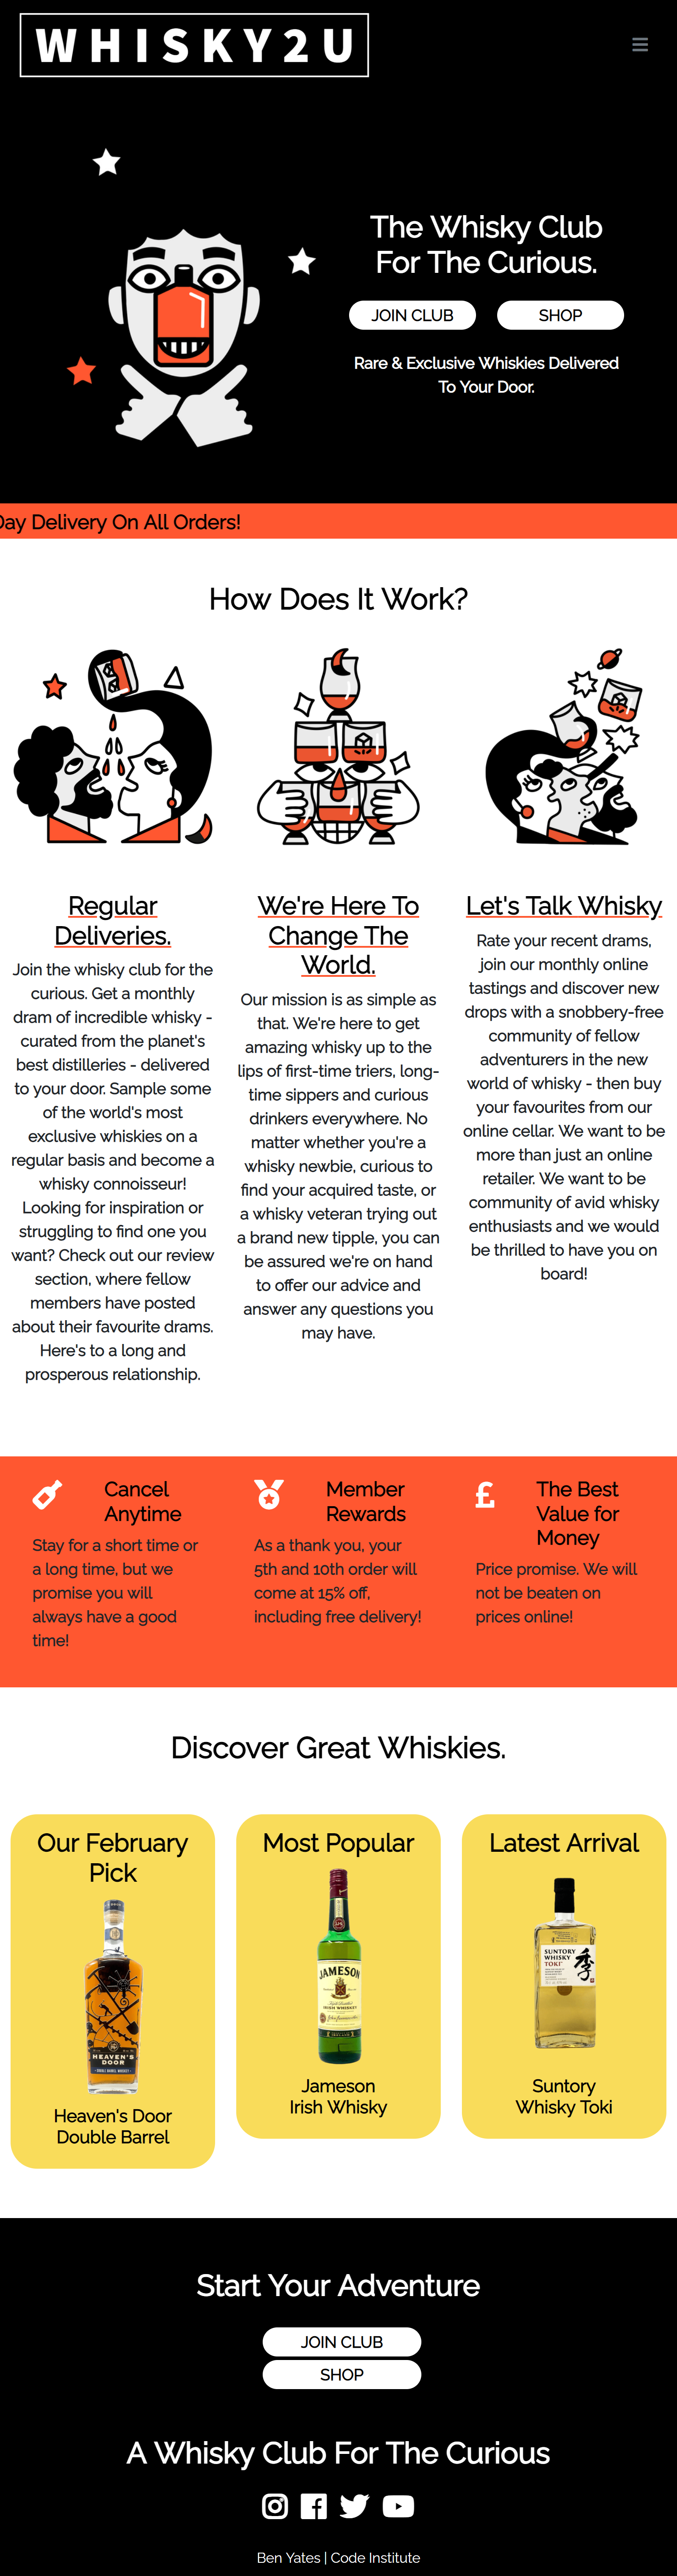 WHISKY2U
The Whisky Club
For The Curious.
JOIN CLUB
SHOP
Rare & Exclusive Whiskies Delivered
To Your Door.
Day Delivery On All Orders!
How Does It Work?
Regular
Deliveries.
Join the whisky club for the
curious. Get a monthly
dram of incredible whisky -
curated from the planet's
best distilleries - delivered
to your door. Sample some
of the world's most
exclusive whiskies on a
regular basis and become a
whisky connoisseur!
Looking for inspiration or
struggling to find one you
want? Check out our review
section, where fellow
members have posted
about their favourite drams.
Here's to a long and
prosperous relationship.
We're Here To
Change The
World.
Our mission is as simple as
that. We're here to get
amazing whisky up to the
lips of first-time triers, long-
time sippers and curious
drinkers everywhere. No
matter whether you're a
whisky newbie, curious to
find your acquired taste, or
a whisky veteran trying out
a brand new tipple, you can
be assured we're on hand
to offer our advice and
answer any questions you
may have.
Let's Talk Whisky
Rate your recent drams,
join our monthly online
tastings and discover new
drops with a snobbery-free
community of fellow
adventurers in the new
world of whisky - then buy
your favourites from our
online cellar. We want to be
more than just an online
retailer. We want to be
community of avid whisky
enthusiasts and we would
be thrilled to have you on
board!
Cancel
Anytime
Stay for a short time or
a long time, but we
promise you will
always have a good
time!
Member
Rewards
As a thank you, your
5th and 10th order will
come at 15% off,
including free delivery!
£
The Best
Value for
Money
Price promise. We will
not be beaten on
prices online!
Discover Great Whiskies.
Our February
Pick
HEAVEN'S
DOOR
Heaven's Door
Double Barrel
Most Popular
JAMESON
IRISH WHISKEY
Jameson
Irish Whisky
Latest Arrival
SUNTORY
WHISKY
TOKI
季
Suntory
Whisky Toki
Start Your Adventure
JOIN CLUB
SHOP
A Whisky Club For The Curious
Ben Yates | Code Institute